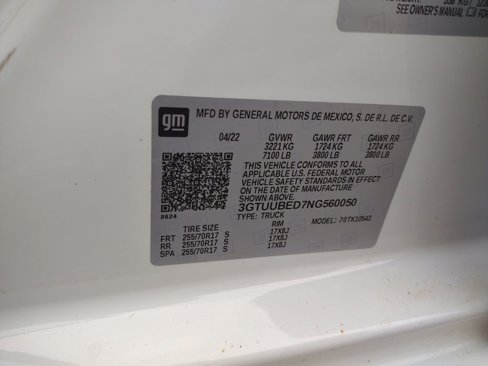 SEE OWNER'S MANUAL
gm
MFD BY GENERAL MOTORS DE MEXICO, S. DE R.L. DE C.V.
04/22 GVWR GAWR FRT GAWR RR
3221 KG 1724 KG 1724 KG
7100 LB 3800 LB 3800 LB
THIS VEHICLE CONFORMS TO ALL
APPLICABLE U.S. FEDERAL MOTOR
VEHICLE SAFETY STANDARDS IN EFFECT
ON THE DATE OF MANUFACTURE
SHOWN ABOVE.
3GTUUBED7NG560050
8624 TYPE: TRUCK MODEL: 70TK10543
TIRE SIZE RIM
FRT 255/70R17 S 17X8J
RR 255/70R17 S 17X8J
SPA 255/70R17 S 17X8J